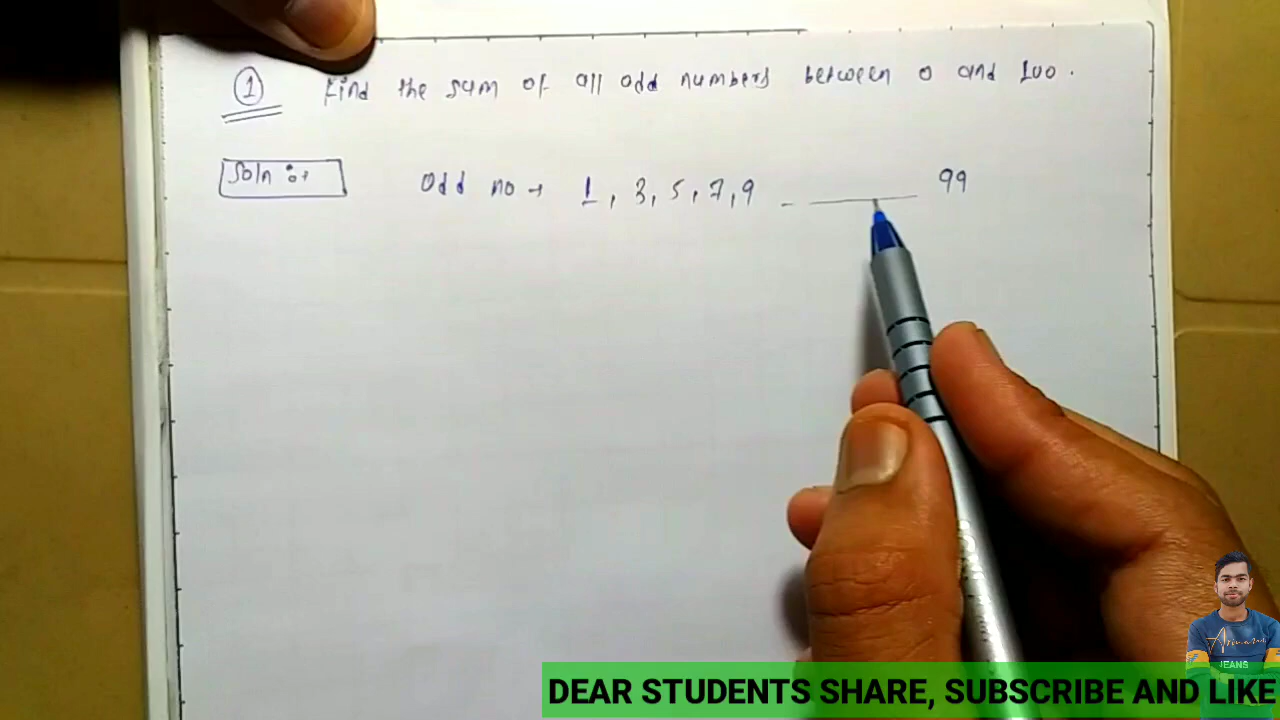 ① Find the sum of all odd numbers between 0 and 100.
Soln :→ Odd no → 1, 3, 5, 7, 9 - ——— 99
JEANS
DEAR STUDENTS SHARE, SUBSCRIBE AND LIKE